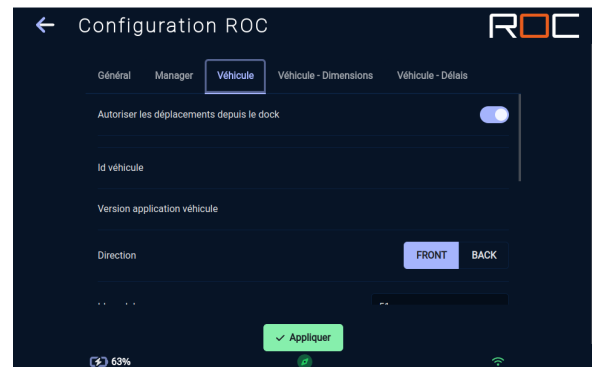 Configuration ROC
ROC
Général Manager Véhicule Véhicule - Dimensions Véhicule - Délais
Autoriser les déplacements depuis le dock
Id véhicule
Version application véhicule
Direction FRONT BACK
Appliquer
63%